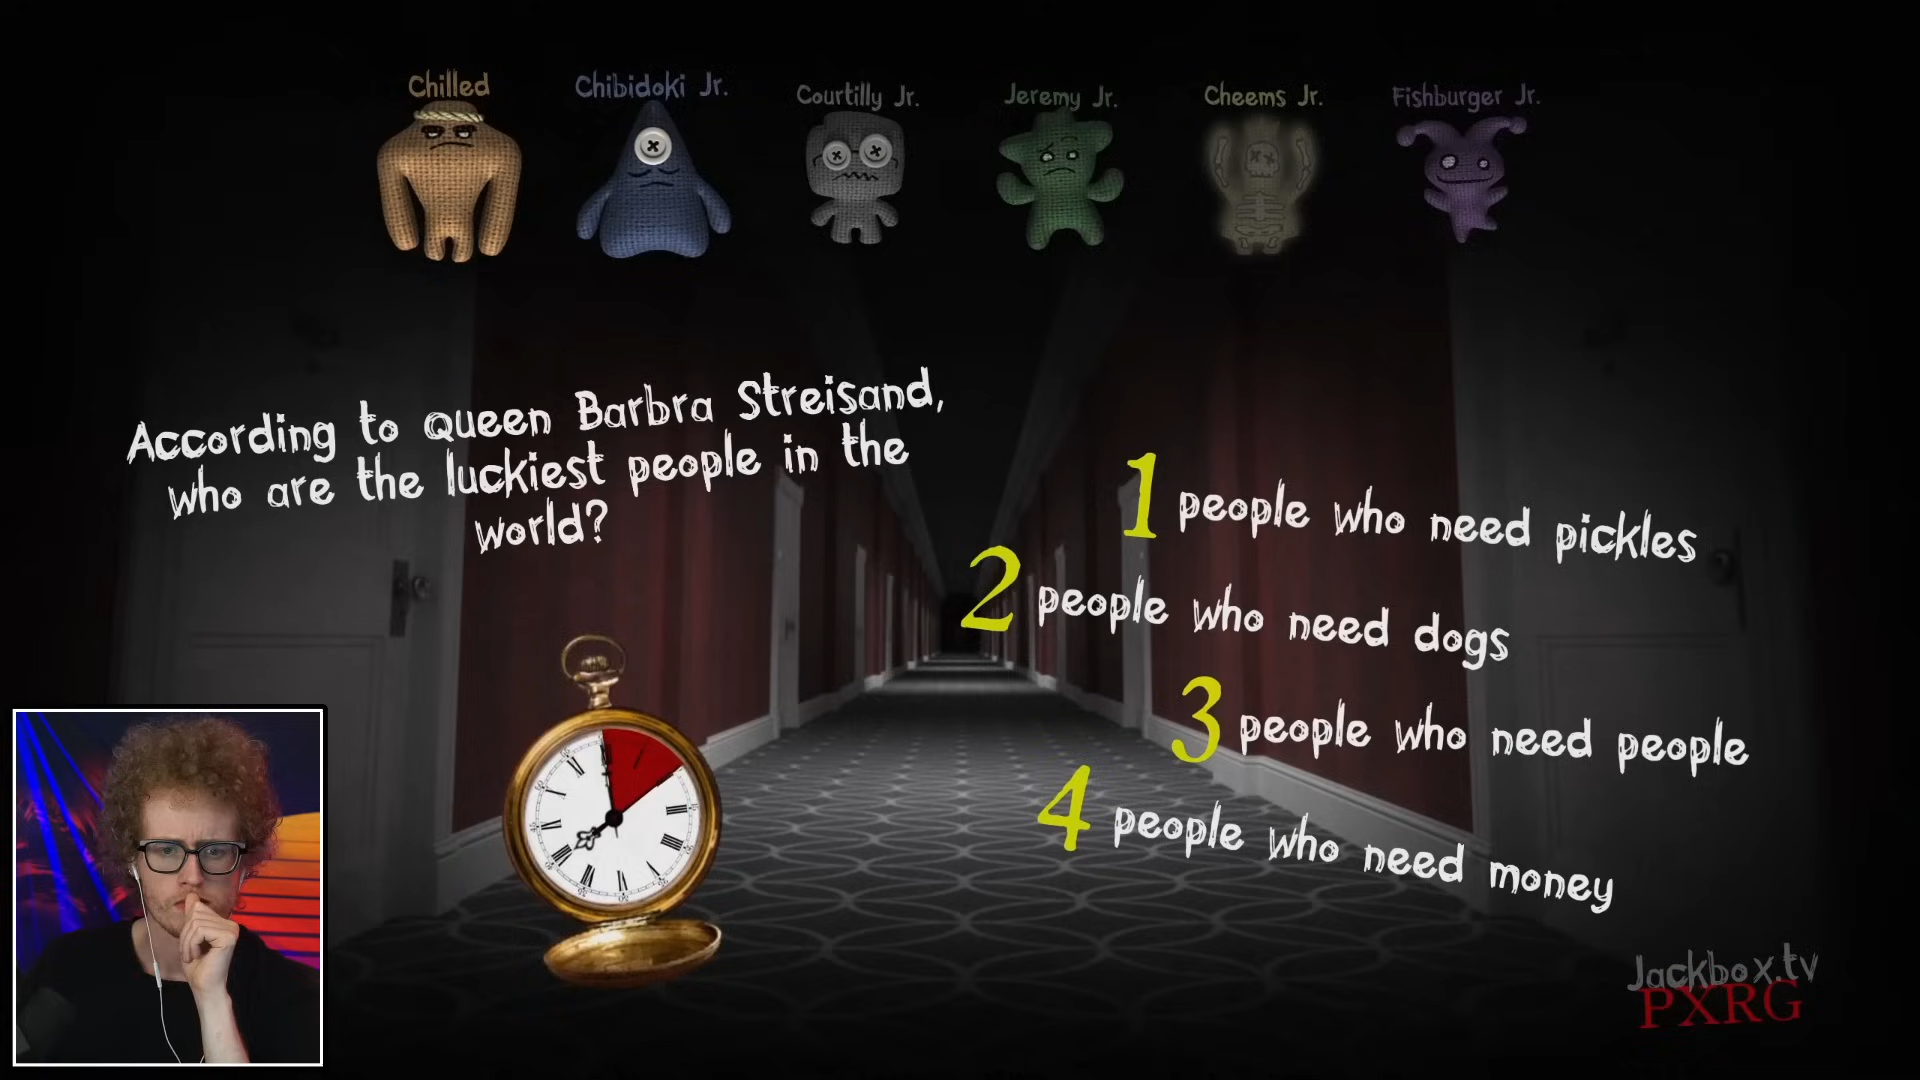 Chilled
Chibidoki Jr.
Courtilly Jr.
Jeremy Jr.
Cheems Jr.
Fishburger Jr.
According to queen Barbra Streisand,
who are the luckiest people in the
world?
1 people who need pickles
2 people who need dogs
3 people who need people
4 people who need money
Jackbox.tv
PXRG